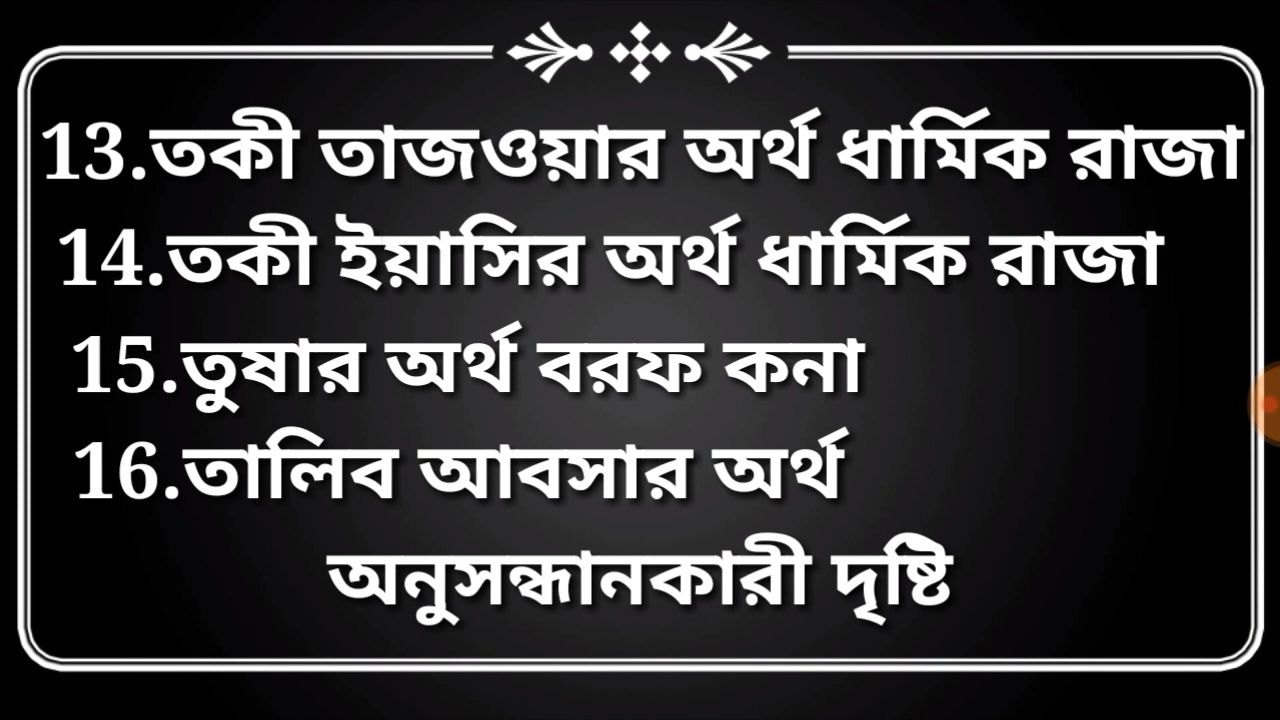 13.তকী তাজওয়ার অর্থ ধার্মিক রাজা
14.তকী ইয়াসির অর্থ ধার্মিক রাজা
15.তুষার অর্থ বরফ কনা
16.তালিব আবসার অর্থ
অনুসন্ধানকারী দৃষ্টি